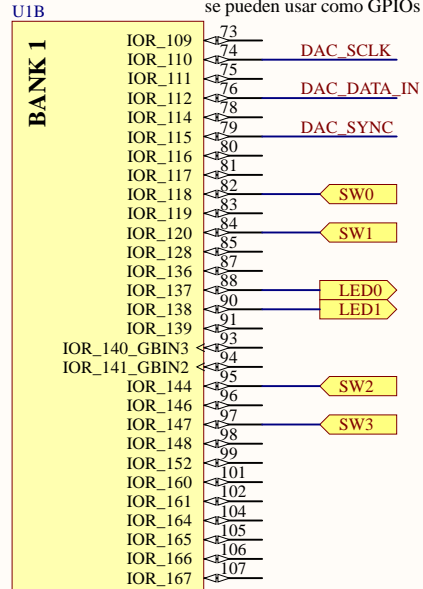 se pueden usar como GPIOs
U1B
BANK 1
IOR_109 73
IOR_110 74 DAC_SCLK
IOR_111 75
IOR_112 76 DAC_DATA_IN
IOR_114 78
IOR_115 79 DAC_SYNC
IOR_116 80
IOR_117 81
IOR_118 82 SW0
IOR_119 83
IOR_120 84 SW1
IOR_128 85
IOR_136 87
IOR_137 88 LED0
IOR_138 90 LED1
IOR_139 91
IOR_140_GBIN3 93
IOR_141_GBIN2 94
IOR_144 95 SW2
IOR_146 96
IOR_147 97 SW3
IOR_148 98
IOR_152 99
IOR_160 101
IOR_161 102
IOR_164 104
IOR_165 105
IOR_166 106
IOR_167 107